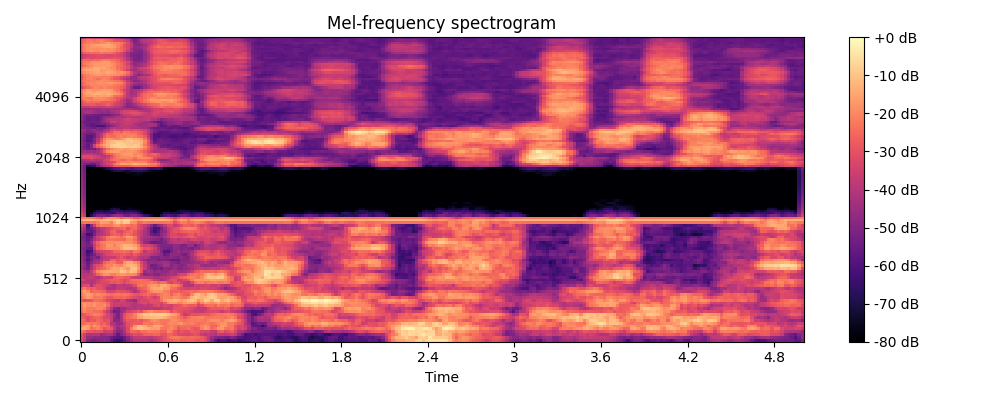 Mel-frequency spectrogram
+0 dB
-10 dB
4096
-20 dB
2048
-30 dB
Hz
-40 dB
1024
-50 dB
-60 dB
512
-70 dB
0
-80 dB
0 0.6 1.2 1.8 2.4 3 3.6 4.2 4.8
Time